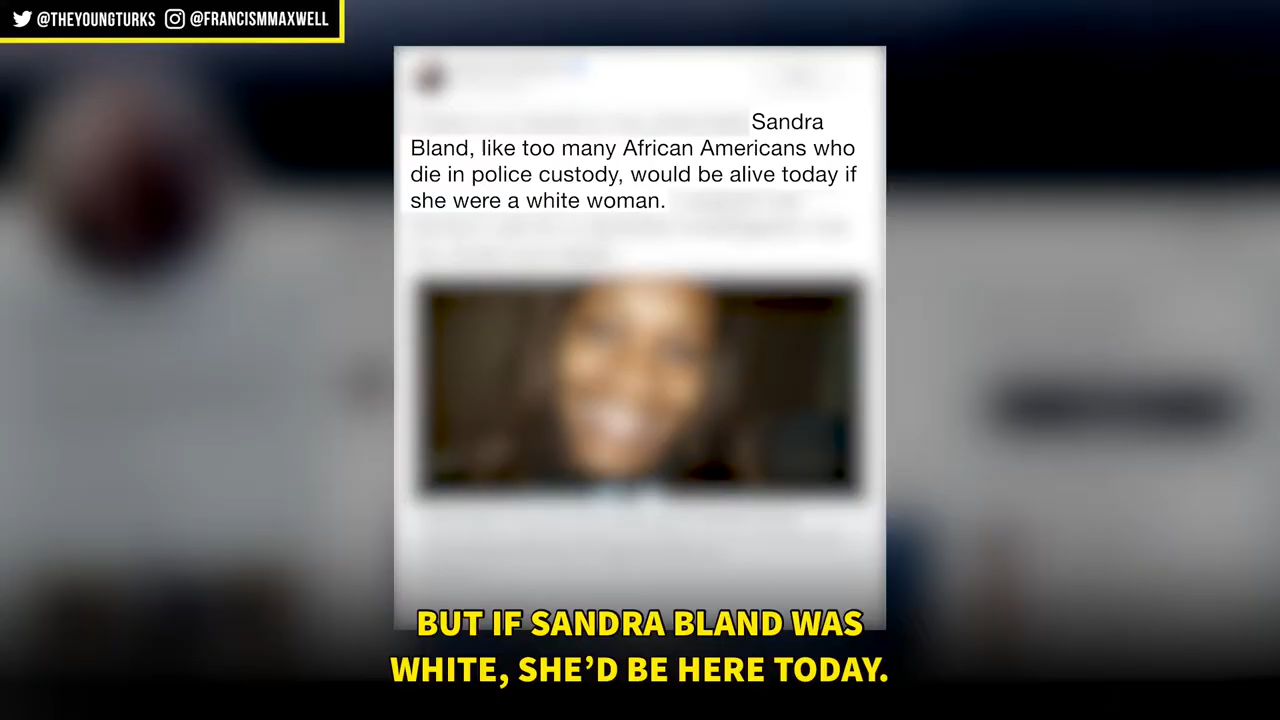 @THEYOUNGTURKS @FRANCISMMAXWELL
Sandra
Bland, like too many African Americans who
die in police custody, would be alive today if
she were a white woman.
BUT IF SANDRA BLAND WAS
WHITE, SHE’D BE HERE TODAY.